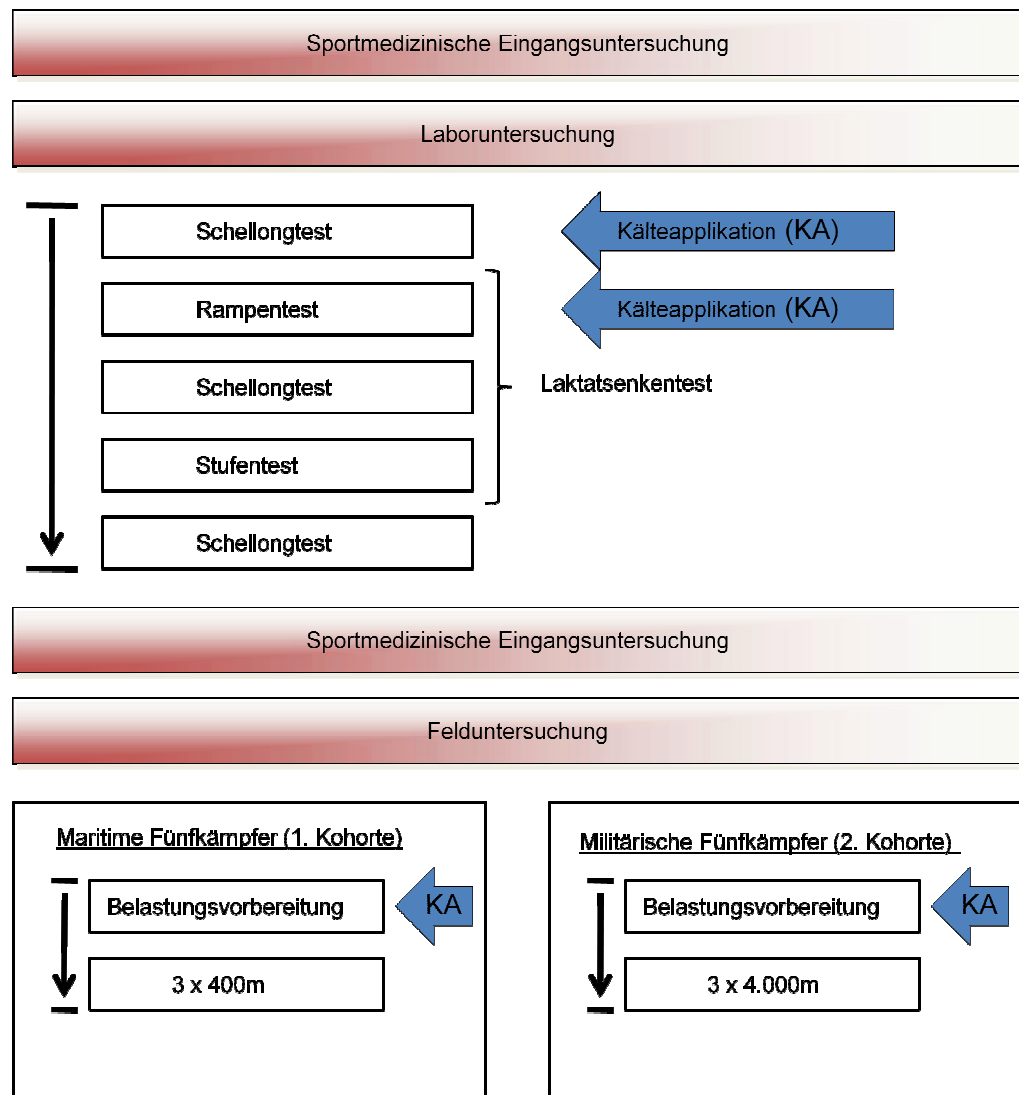 Sportmedizinische Eingangsuntersuchung
Laboruntersuchung
Schellongtest
Kälteapplikation (KA)
Rampentest
Kälteapplikation (KA)
Schellongtest
Laktatsenkentest
Stufentest
Schellongtest
Sportmedizinische Eingangsuntersuchung
Felduntersuchung
Maritime Fünfkämpfer (1. Kohorte)
Belastungsvorbereitung
KA
3 x 400m
Militärische Fünfkämpfer (2. Kohorte)
Belastungsvorbereitung
KA
3 x 4.000m